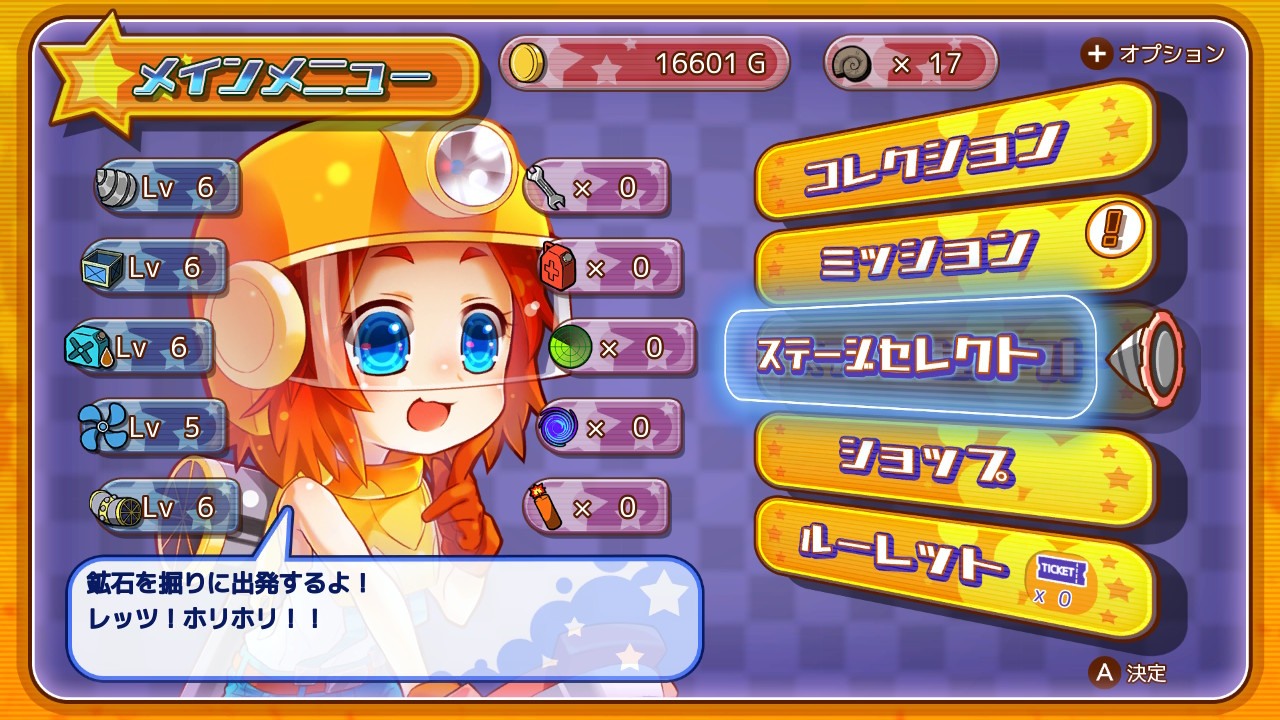 メインメニュー
16601 G
× 17
+ オプション
Lv 6
Lv 6
Lv 6
Lv 5
Lv 6
× 0
× 0
× 0
× 0
× 0
コレクション
ミッション
!
ステージセレクト
ショップ
ルーレット
TICKET
x 0
鉱石を掘りに出発するよ！
レッツ！ホリホリ！！
A 決定